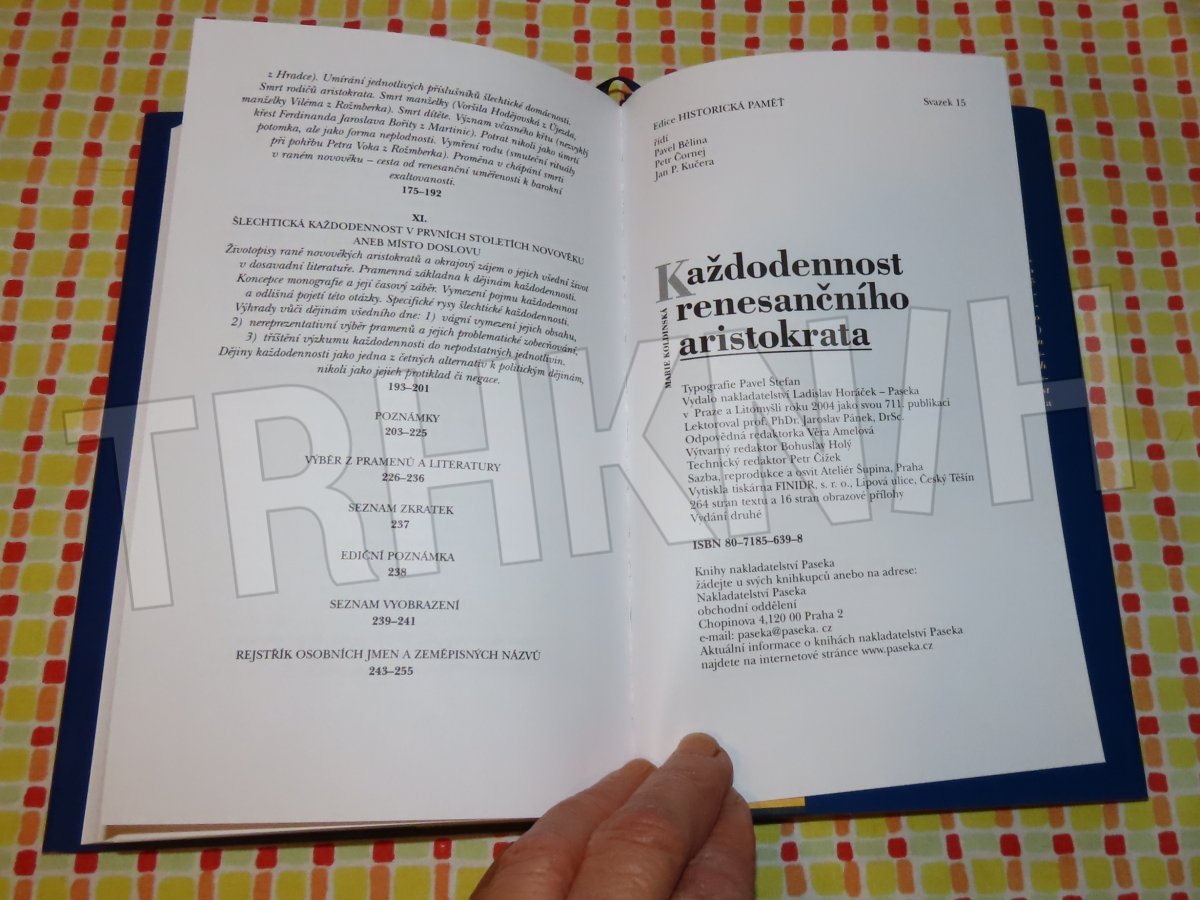 z Hradce). Umírání jednotlivých příslušníků šlechtické domácnosti.
Smrt rodičů aristokrata. Smrt manželky (Voršila Hodějovská z Újezda,
manželky Viléma z Rožmberka). Smrt dítěte. Význam včasného křtu (nezvyklý
křest Ferdinanda Jaroslava Bořity z Martinic). Potrat nikoli jako úmrtí
potomka, ale jako forma neplodnosti. Vymření rodu (smuteční rituály
při pohřbu Petra Voka z Rožmberka). Proměna v chápání smrti
v raném novověku – cesta od renesanční uměřenosti k barokní
exaltovanosti.
175–192
XI.
ŠLECHTICKÁ KAŽDODENNOST V PRVNÍCH STOLETÍCH NOVOVĚKU
ANEB MÍSTO DOSLOVU
Životopisy raně novověkých aristokratů a okrajový zájem o jejich všední život
v dosavadní literatuře. Pramenná základna k dějinám každodennosti.
Koncepce monografie a její časový záběr. Vymezení pojmu každodennost
a odlišná pojetí této otázky. Specifické rysy šlechtické každodennosti.
Výhrady vůči dějinám všedního dne: 1) vágní vymezení jejich obsahu,
2) nereprezentativní výběr pramenů a jejich problematické zobecňování,
3) tříštění výzkumu každodennosti do nepodstatných jednotlivin.
Dějiny každodennosti jako jedna z četných alternativ k politickým dějinám,
nikoli jako jejich protiklad či negace.
193–201
POZNÁMKY
203–225
VÝBĚR Z PRAMENŮ A LITERATURY
226–236
SEZNAM ZKRATEK
237
EDIČNÍ POZNÁMKA
238
SEZNAM VYOBRAZENÍ
239–241
REJSTŘÍK OSOBNÍCH JMEN A ZEMĚPISNÝCH NÁZVŮ
243–255
Edice HISTORICKÁ PAMĚŤ Svazek 15
řídí
Pavel Bělina
Petr Čornej
Jan P. Kučera
MARIE KOLDINSKÁ
Každodennost
renesančního
aristokrata
Typografie Pavel Štefan
Vydalo nakladatelství Ladislav Horáček – Paseka
v Praze a Litomyšli roku 2004 jako svou 711. publikaci
Lektoroval prof. PhDr. Jaroslav Pánek, DrSc.
Odpovědná redaktorka Věra Amelová
Výtvarný redaktor Bohuslav Holý
Technický redaktor Petr Čížek
Sazba, reprodukce a osvit Ateliér Šupina, Praha
Vytiskla tiskárna FINIDR, s. r. o., Lípová ulice, Český Těšín
264 stran textu a 16 stran obrazové přílohy
Vydání druhé
ISBN 80–7185–639–8
Knihy nakladatelství Paseka
žádejte u svých knihkupců anebo na adrese:
Nakladatelství Paseka
obchodní oddělení
Chopinova 4,120 00 Praha 2
e-mail: paseka@paseka. cz
Aktuální informace o knihách nakladatelství Paseka
najdete na internetové stránce www.paseka.cz
TRHKNIH